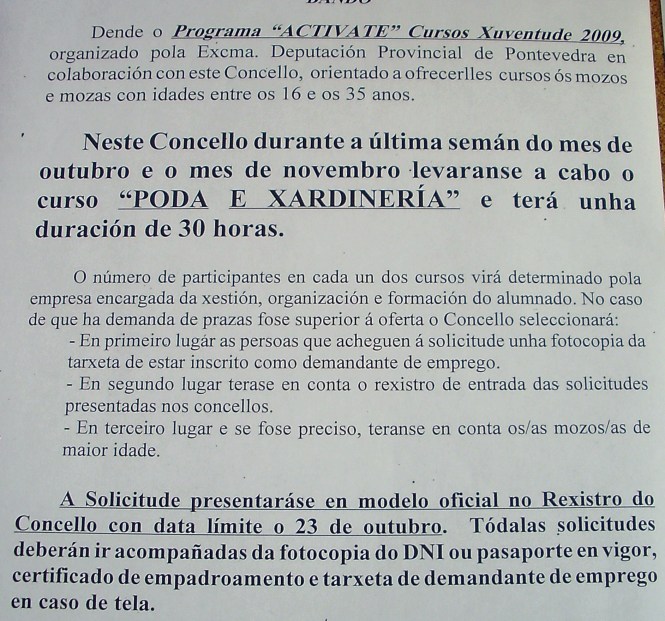 BANDO
Dende o Programa “ACTIVATE” Cursos Xuventude 2009,
organizado pola Excma. Deputación Provincial de Pontevedra en
colaboración con este Concello, orientado a ofrecerlles cursos ós mozos
e mozas con idades entre os 16 e os 35 anos.
Neste Concello durante a última semán do mes de
outubro e o mes de novembro levaranse a cabo o
curso “PODA E XARDINERÍA” e terá unha
duración de 30 horas.
O número de participantes en cada un dos cursos virá determinado pola
empresa encargada da xestión, organización e formación do alumnado. No caso
de que ha demanda de prazas fose superior á oferta o Concello seleccionará:
- En primeiro lugár as persoas que acheguen á solicitude unha fotocopia da
tarxeta de estar inscrito como demandante de emprego.
- En segundo lugar terase en conta o rexistro de entrada das solicitudes
presentadas nos concellos.
- En terceiro lugar e se fose preciso, teranse en conta os/as mozos/as de
maior idade.
A Solicitude presentaráse en modelo oficial no Rexistro do
Concello con data límite o 23 de outubro. Tódalas solicitudes
deberán ir acompañadas da fotocopia do DNI ou pasaporte en vigor,
certificado de empadroamento e tarxeta de demandante de emprego
en caso de tela.